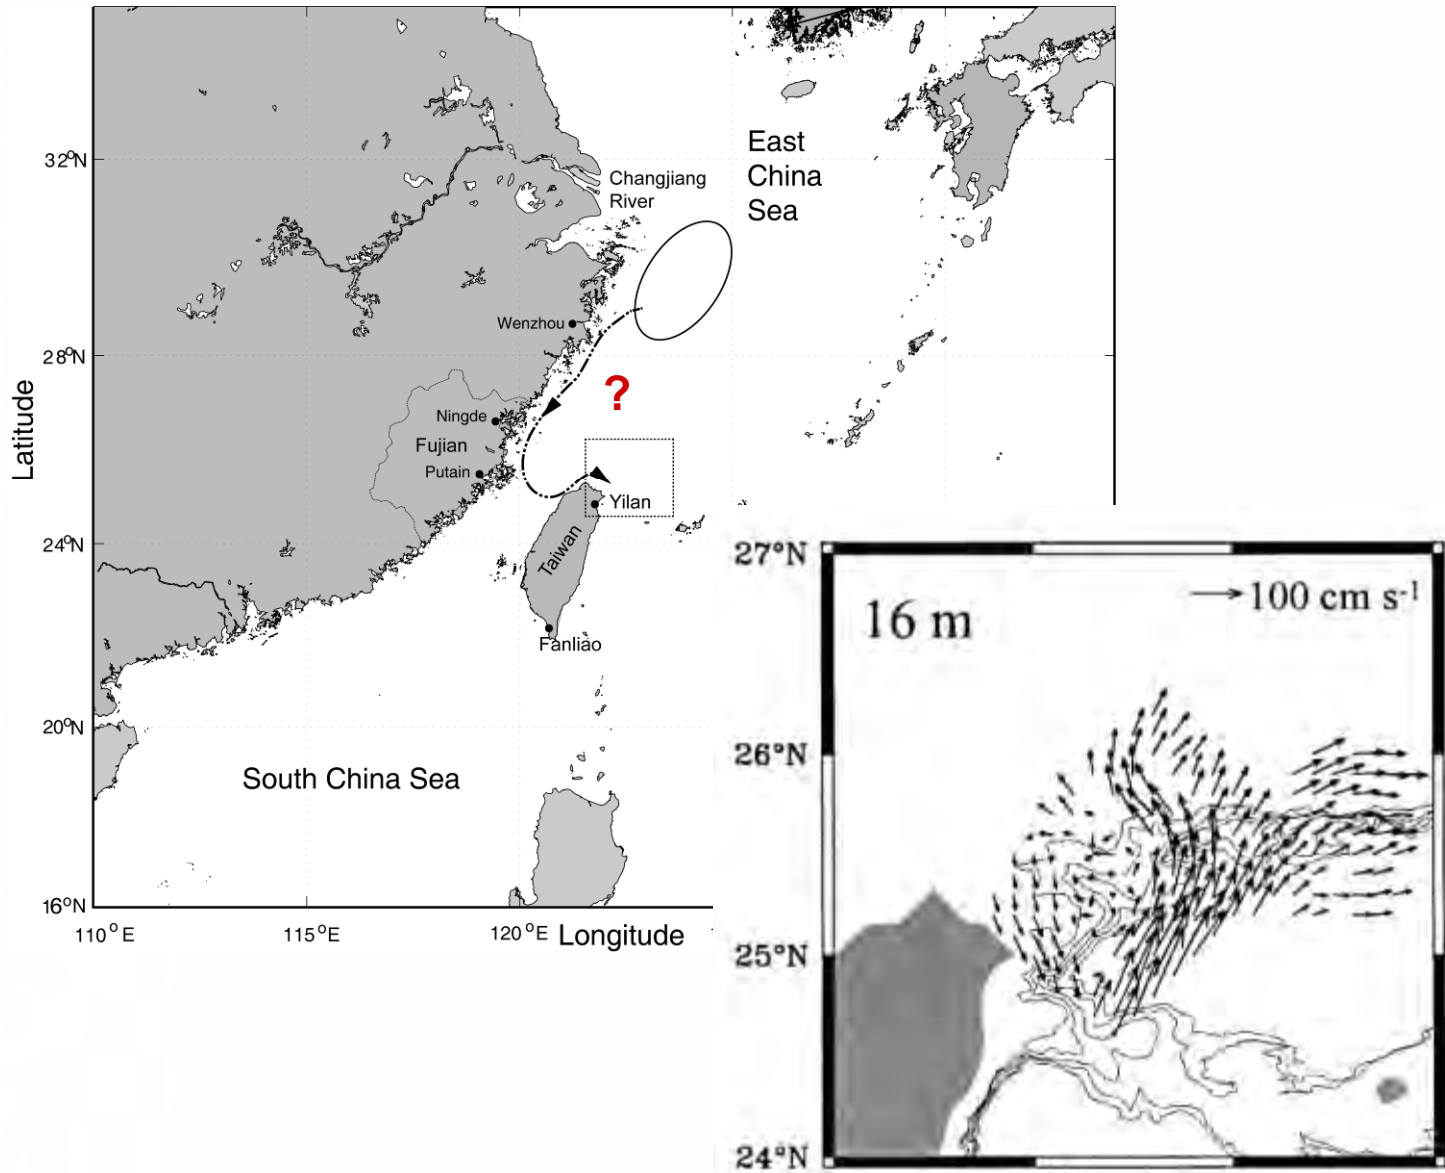 East
China
Sea
32°N
Changjiang
River
Wenzhou
28°N
?
Latitude
Ningde
Fujian
Putain
Yilan
24°N
Taiwan
Fanliao
20°N
South China Sea
16°N
110°E
115°E
120°E
Longitude
27°N
16 m
100 cm s-1
26°N
25°N
24°N